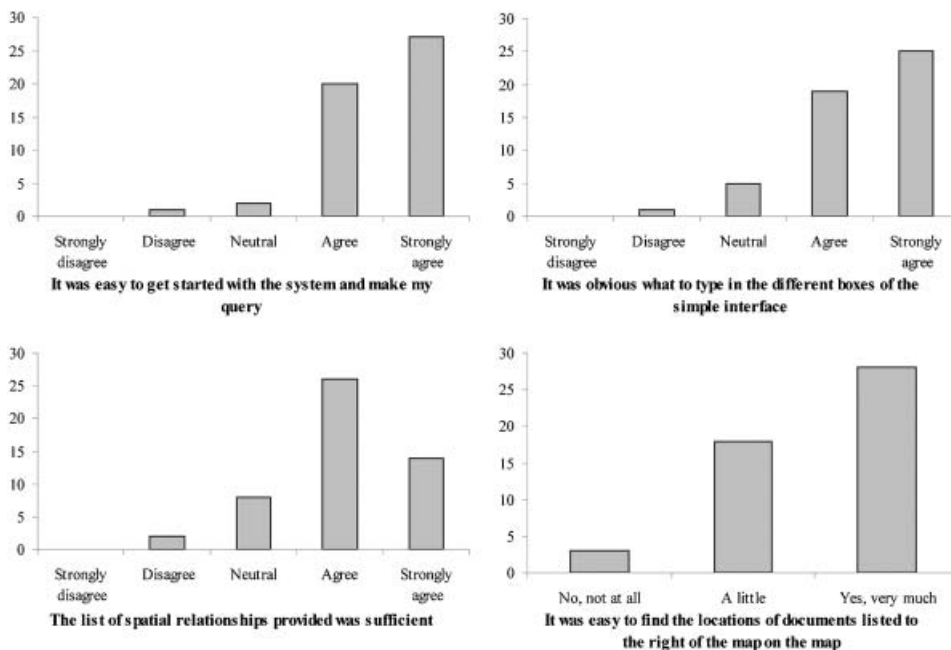 30
25
20
15
10
5
0
Strongly disagree Disagree Neutral Agree Strongly agree
It was easy to get started with the system and make my
query
30
25
20
15
10
5
0
Strongly disagree Disagree Neutral Agree Strongly agree
It was obvious what to type in the different boxes of the
simple interface
30
25
20
15
10
5
0
Strongly disagree Disagree Neutral Agree Strongly agree
The list of spatial relationships provided was sufficient
30
25
20
15
10
5
0
No, not at all A little Yes, very much
It was easy to find the locations of documents listed to
the right of the map on the map